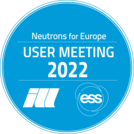 Neutrons for Europe
USER MEETING
2022
ill
ess